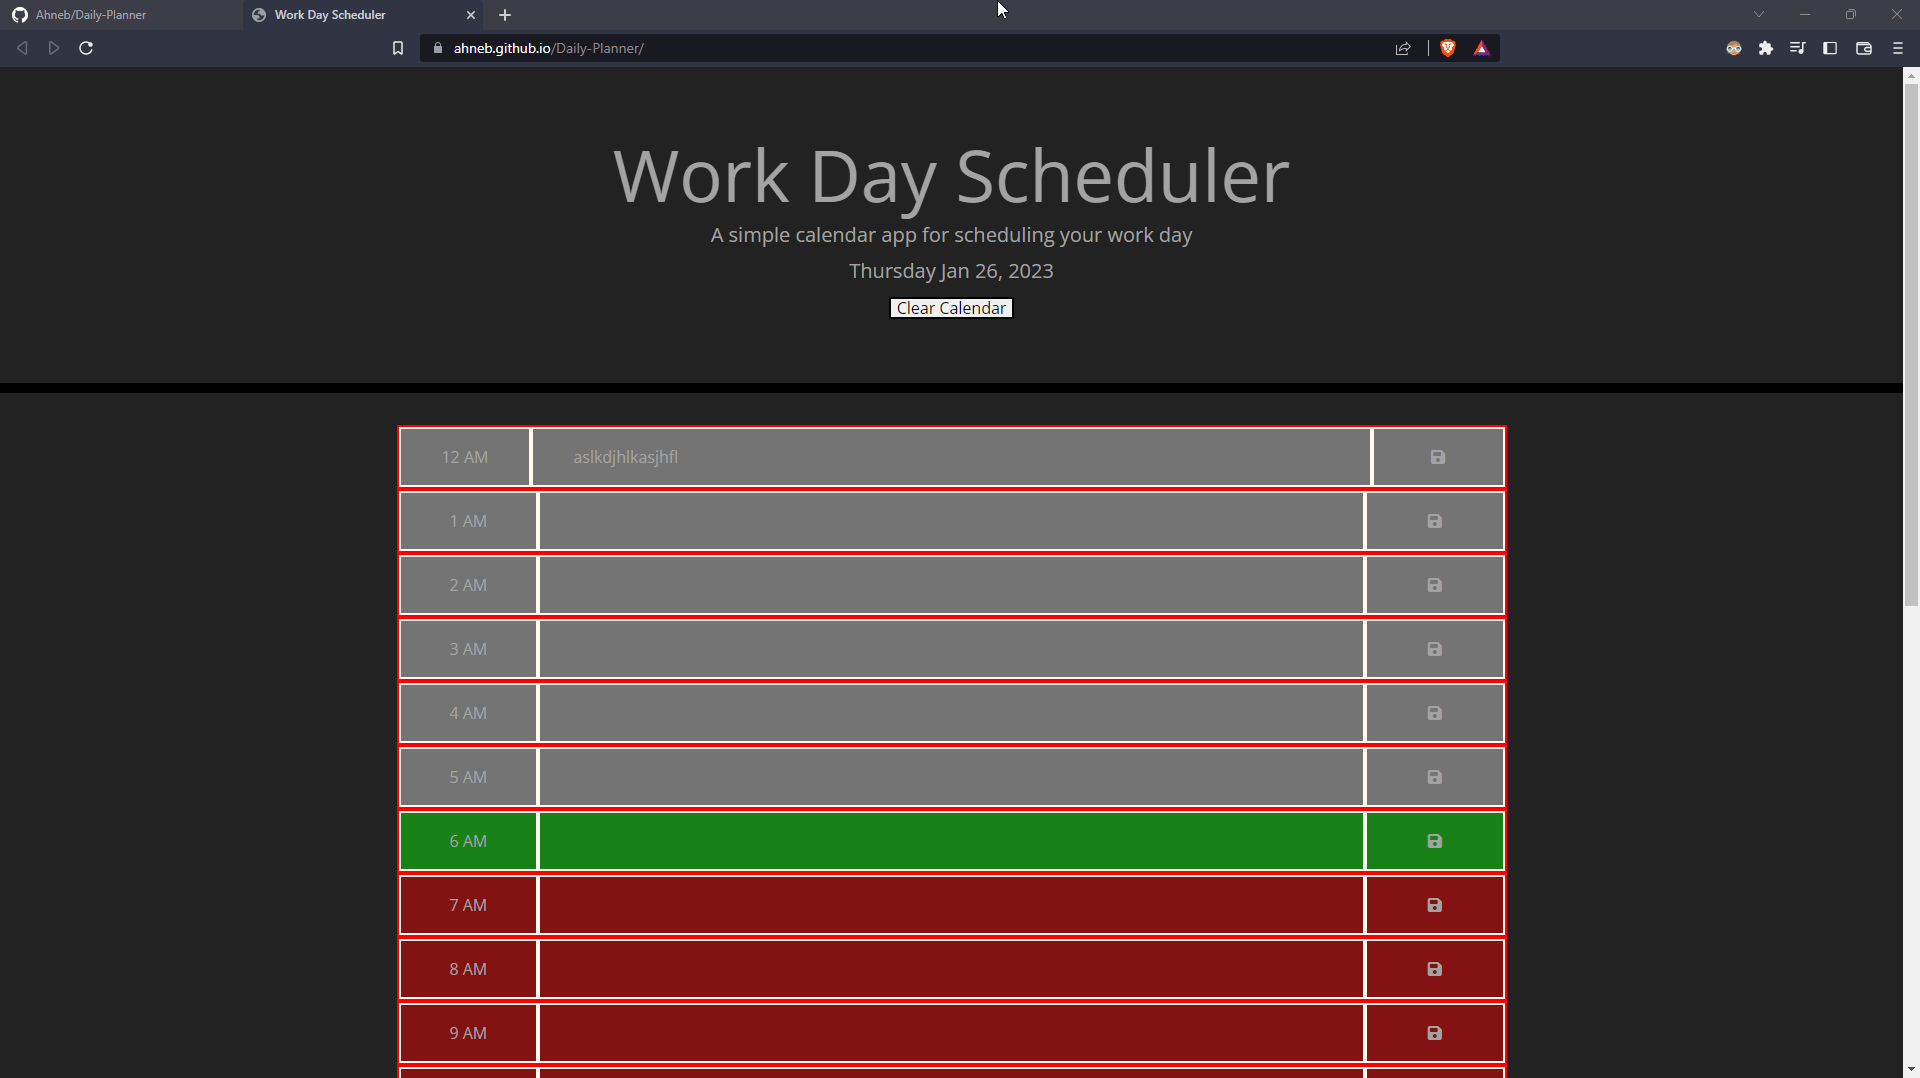 Ahneb/Daily-Planner
Work Day Scheduler
ahneb.github.io/Daily-Planner/
Work Day Scheduler
A simple calendar app for scheduling your work day
Thursday Jan 26, 2023
Clear Calendar
12 AM aslkdjhlkasjhfl
1 AM
2 AM
3 AM
4 AM
5 AM
6 AM
7 AM
8 AM
9 AM